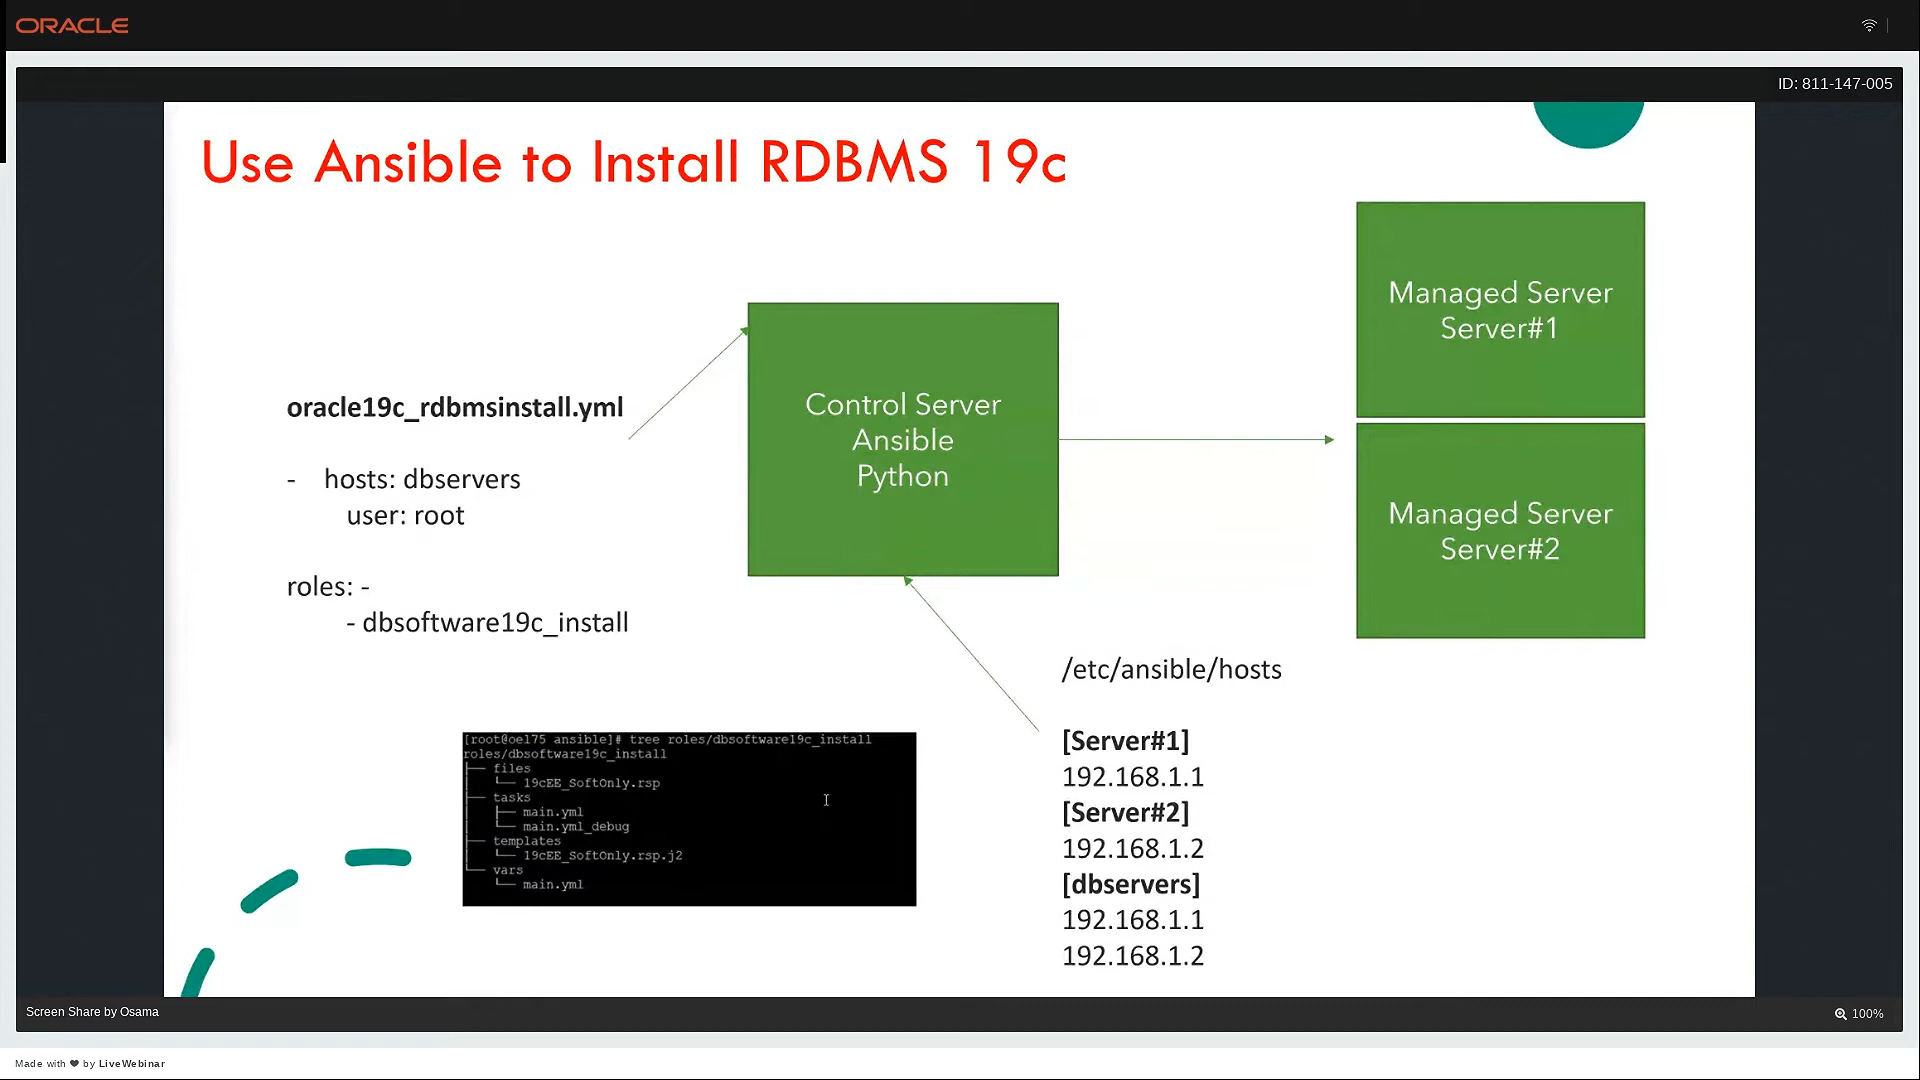 ORACLE
ID: 811-147-005
Use Ansible to Install RDBMS 19c
Managed Server
Server#1
Control Server
Ansible
Python
oracle19c_rdbmsinstall.yml
- hosts: dbservers
user: root
roles: -
- dbsoftware19c_install
Managed Server
Server#2
/etc/ansible/hosts
[Server#1]
192.168.1.1
[Server#2]
192.168.1.2
[dbservers]
192.168.1.1
192.168.1.2
[root@oel75 ansible]# tree roles/dbsoftware19c_install
roles/dbsoftware19c_install
├── files
│   └── 19cEE_SoftOnly.rsp
├── tasks
│   ├── main.yml
│   └── main.yml_debug
├── templates
│   └── 19cEE_SoftOnly.rsp.j2
└── vars
    └── main.yml
Screen Share by Osama
100%
Made with ❤ by LiveWebinar